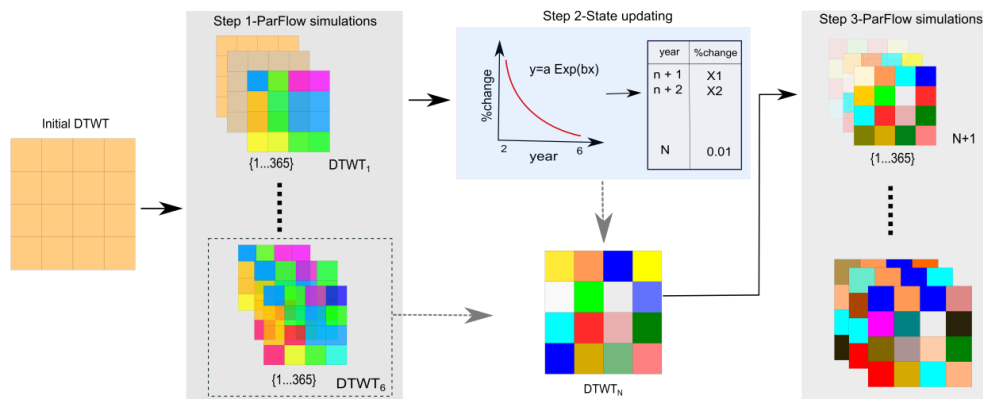 Step 1-ParFlow simulations
Step 2-State updating
Step 3-ParFlow simulations
Initial DTWT
{1...365}
DTWT1
{1...365}
DTWT6
%change
y=a Exp(bx)
2
6
year
year %change
n + 1 X1
n + 2 X2
N 0.01
DTWTN
N+1
{1...365}